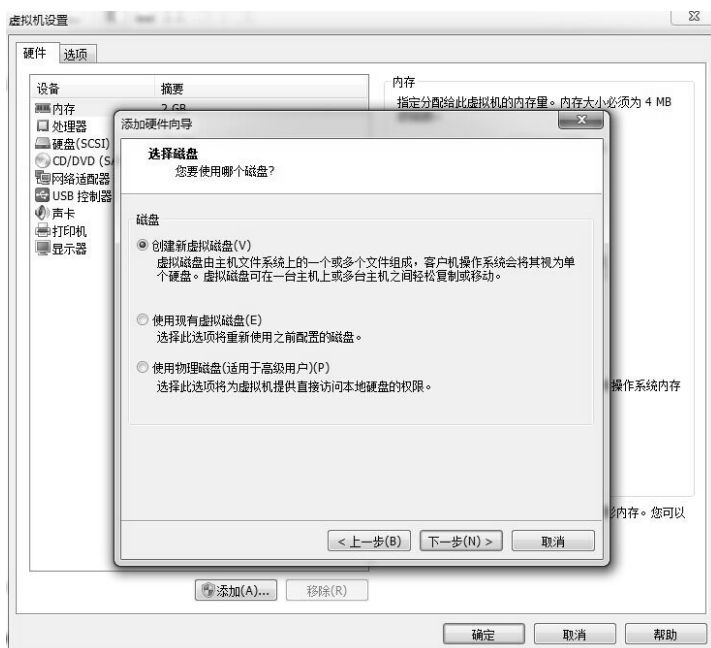 虚拟机设置
硬件 选项
设备 摘要
内存 2 GB
处理器
硬盘(SCSI)
CD/DVD (SA
网络适配器
USB 控制器
声卡
打印机
显示器
内存
指定分配给此虚拟机的内存量。内存大小必须为 4 MB
添加硬件向导
选择磁盘
您要使用哪个磁盘?
磁盘
创建新虚拟磁盘(V)
虚拟磁盘由主机文件系统上的一个或多个文件组成，客户机操作系统会将其视为单
个硬盘。虚拟磁盘可在一台主机上或多台主机之间轻松复制或移动。
使用现有虚拟磁盘(E)
选择此选项将重新使用之前配置的磁盘。
使用物理磁盘(适用于高级用户)(P)
选择此选项将为虚拟机提供直接访问本地硬盘的权限。
操作系统内存
内存。您可以
< 上一步(B) 下一步(N) > 取消
添加(A)... 移除(R)
确定 取消 帮助